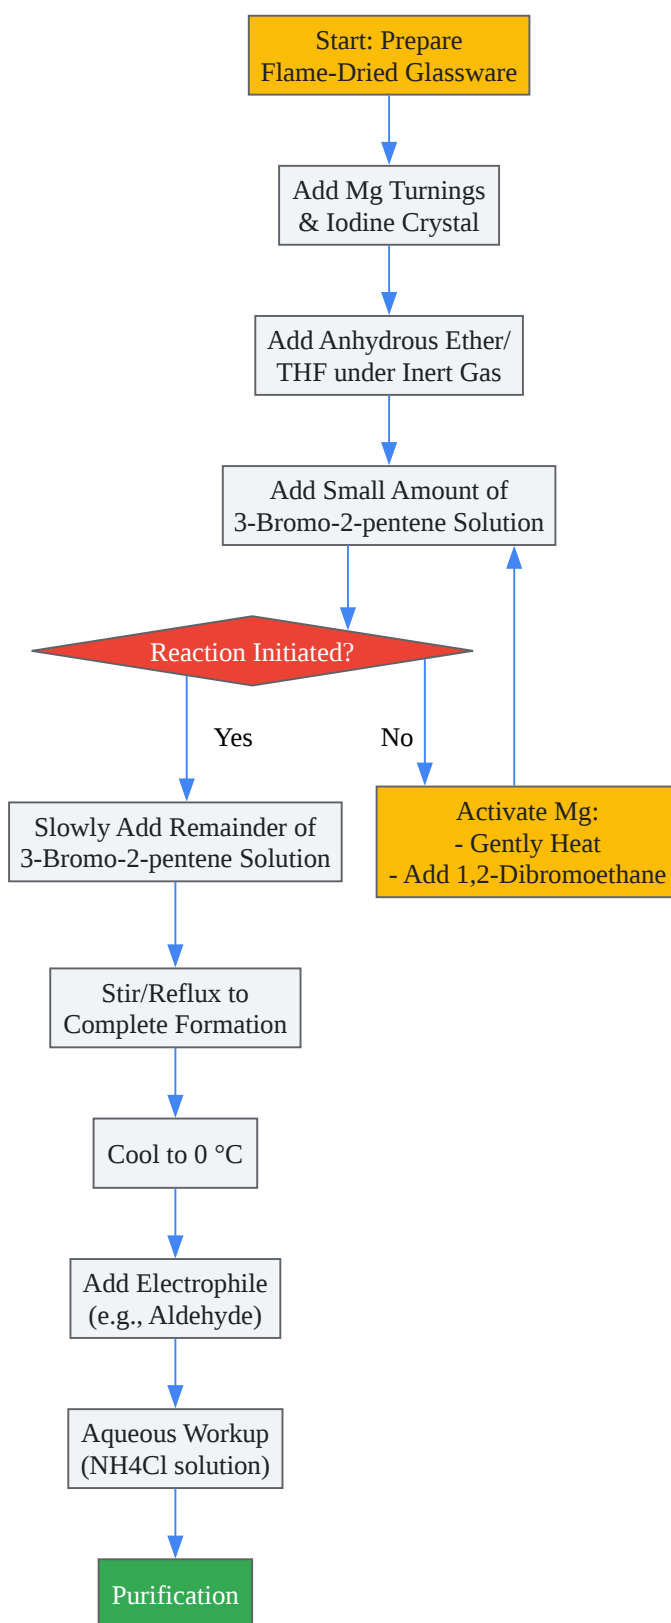 Start: Prepare
Flame-Dried Glassware
Add Mg Turnings
& Iodine Crystal
Add Anhydrous Ether/
THF under Inert Gas
Add Small Amount of
3-Bromo-2-pentene Solution
Reaction Initiated?
Yes
No
Slowly Add Remainder of
3-Bromo-2-pentene Solution
Activate Mg:
- Gently Heat
- Add 1,2-Dibromoethane
Stir/Reflux to
Complete Formation
Cool to 0 °C
Add Electrophile
(e.g., Aldehyde)
Aqueous Workup
(NH4Cl solution)
Purification